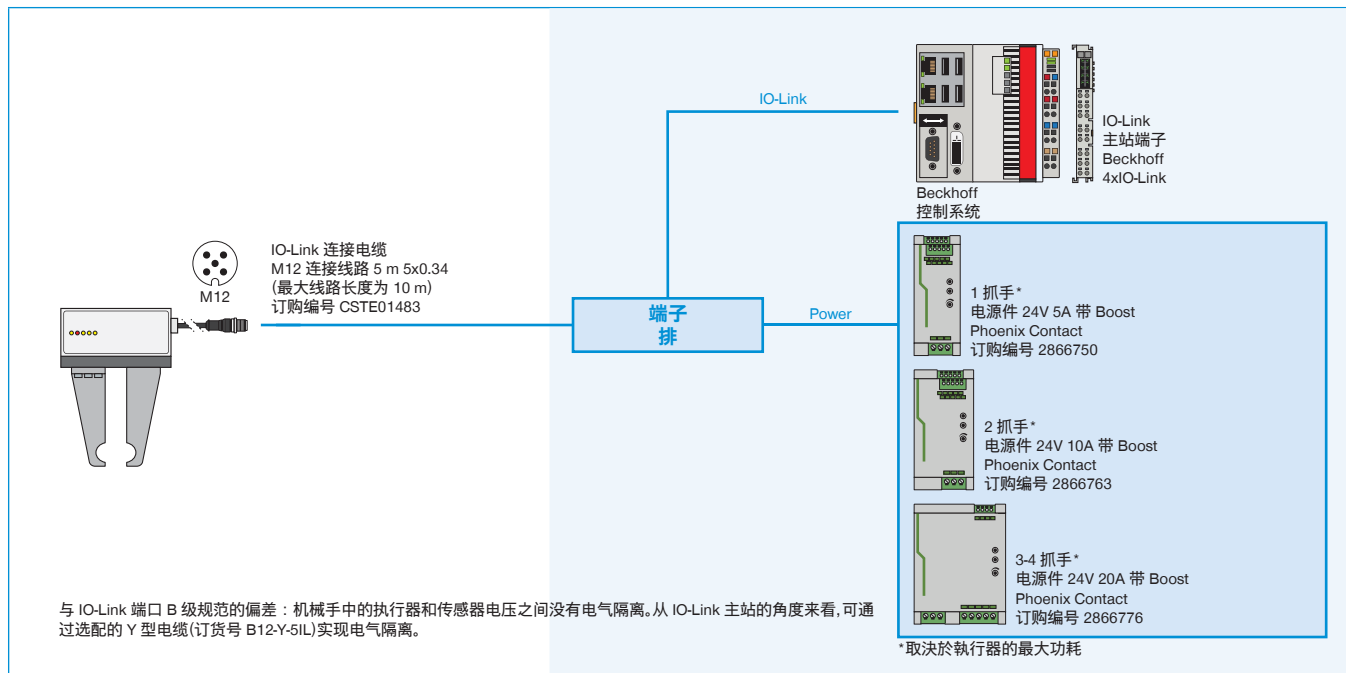 IO-Link
IO-Link
主站端子
Beckhoff
4xIO-Link
Beckhoff
控制系统
M12
IO-Link 连接电缆
M12 连接线路 5 m 5x0.34
(最大线路长度为 10 m)
订购编号 CSTE01483
端子
排
Power
1 抓手*
电源件 24V 5A 带 Boost
Phoenix Contact
订购编号 2866750
2 抓手*
电源件 24V 10A 带 Boost
Phoenix Contact
订购编号 2866763
3-4 抓手*
电源件 24V 20A 带 Boost
Phoenix Contact
订购编号 2866776
与 IO-Link 端口 B 级规范的偏差：机械手中的执行器和传感器电压之间没有电气隔离。从 IO-Link 主站的角度来看,可通
过选配的 Y 型电缆(订货号 B12-Y-5IL)实现电气隔离。
*取決於執行器的最大功耗